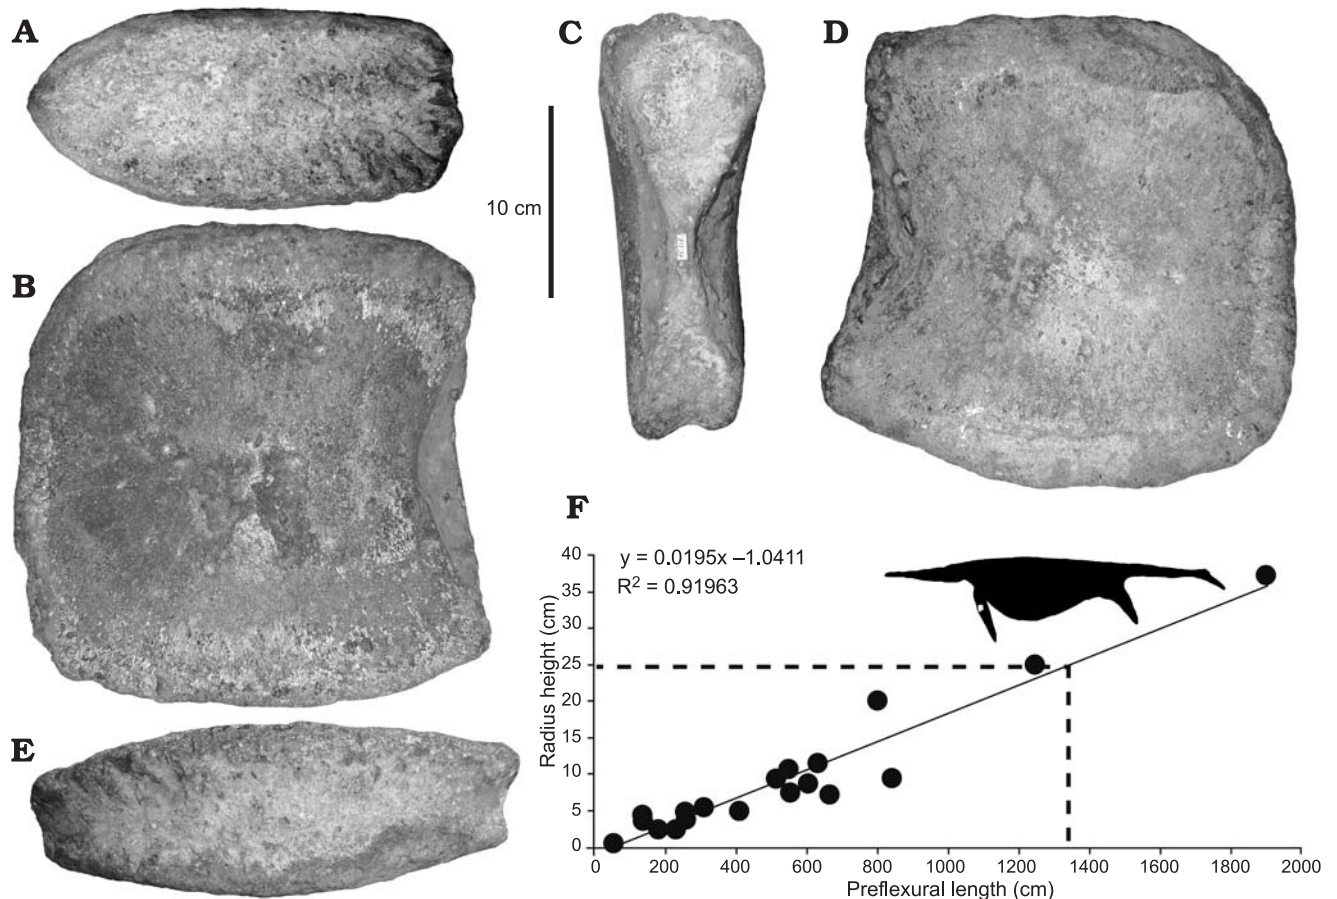 A
B
C
D
E
F
10 cm
y = 0.0195x –1.0411
R² = 0.91963
Radius height (cm)
40
35
30
25
20
15
10
5
0
0 200 400 600 800 1000 1200 1400 1600 1800 2000
Preflexural length (cm)